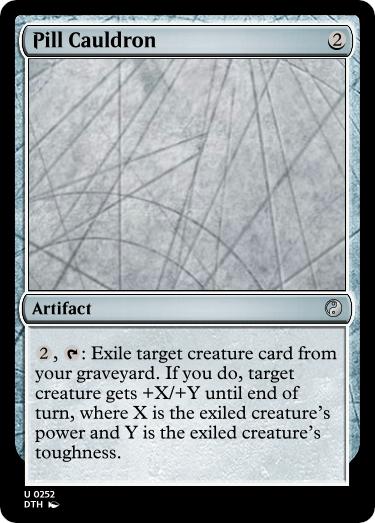 Pill Cauldron 2
Artifact
2, : Exile target creature card from
your graveyard. If you do, target
creature gets +X/+Y until end of
turn, where X is the exiled creature's
power and Y is the exiled creature's
toughness.
U 0252
DTH